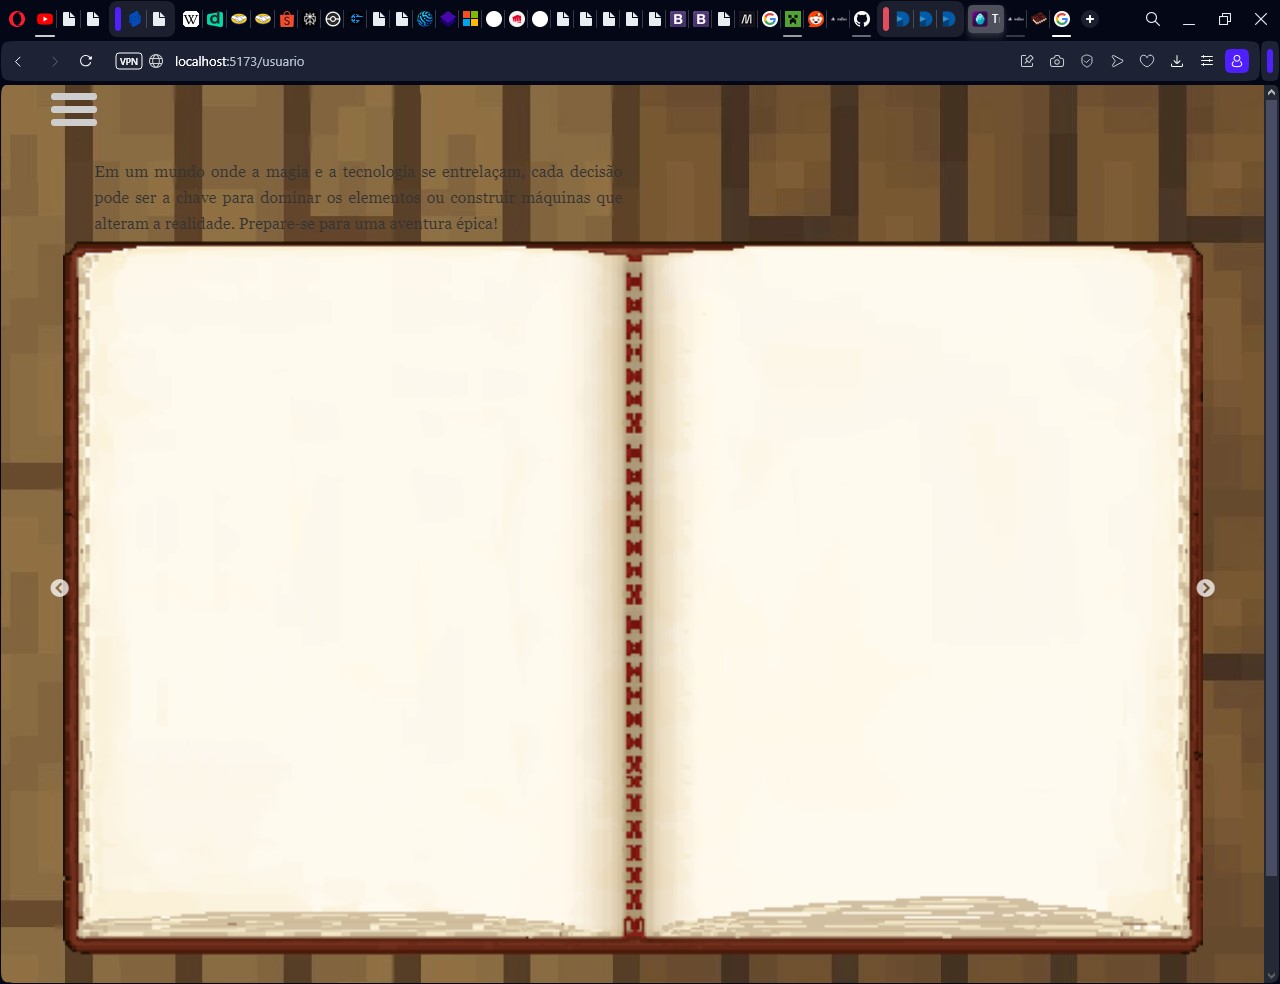 VPN
localhost:5173/usuario
Em um mundo onde a magia e a tecnologia se entrelaçam, cada decisão
pode ser a chave para dominar os elementos ou construir máquinas que
alteram a realidade. Prepare-se para uma aventura épica!